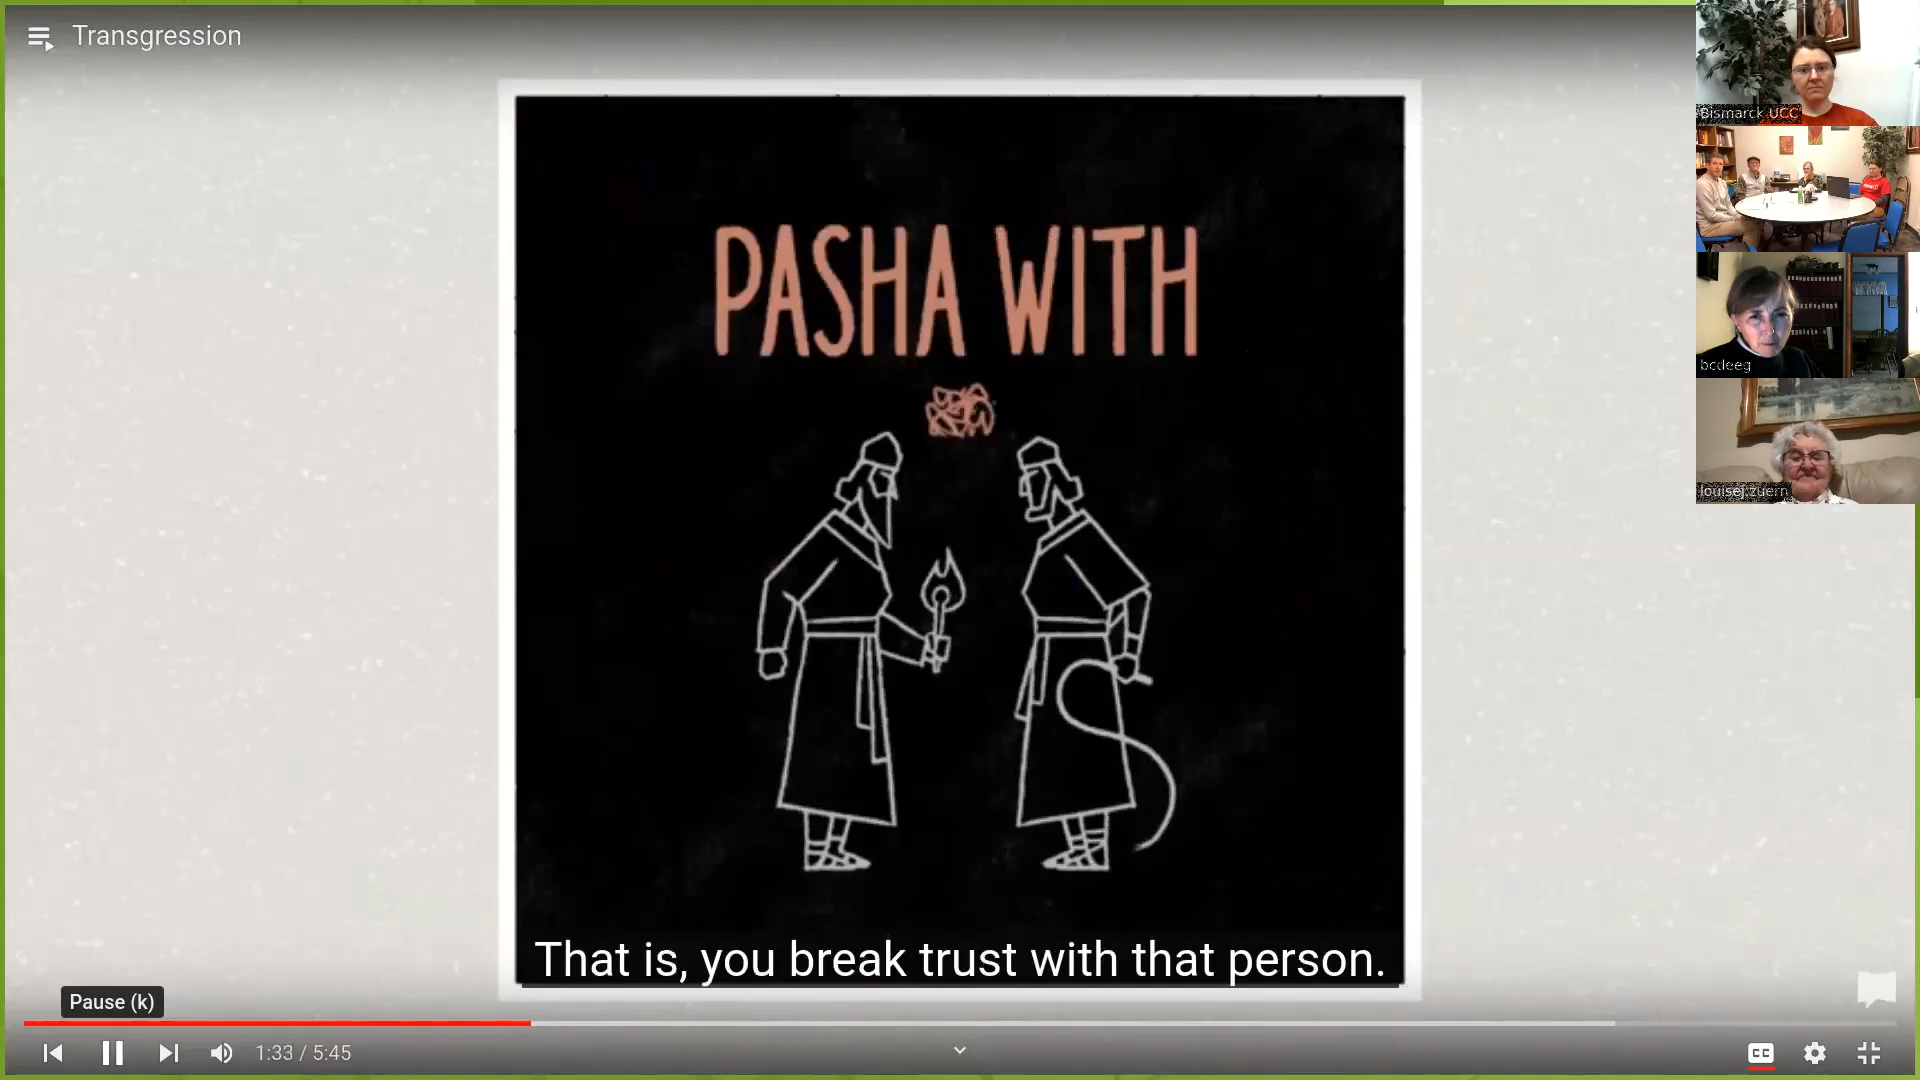 Transgression
PASHA WITH
That is, you break trust with that person.
Pause (k)
1:33 / 5:45
CC
Bismarck UCC
bcdeeg
louisej.zuern